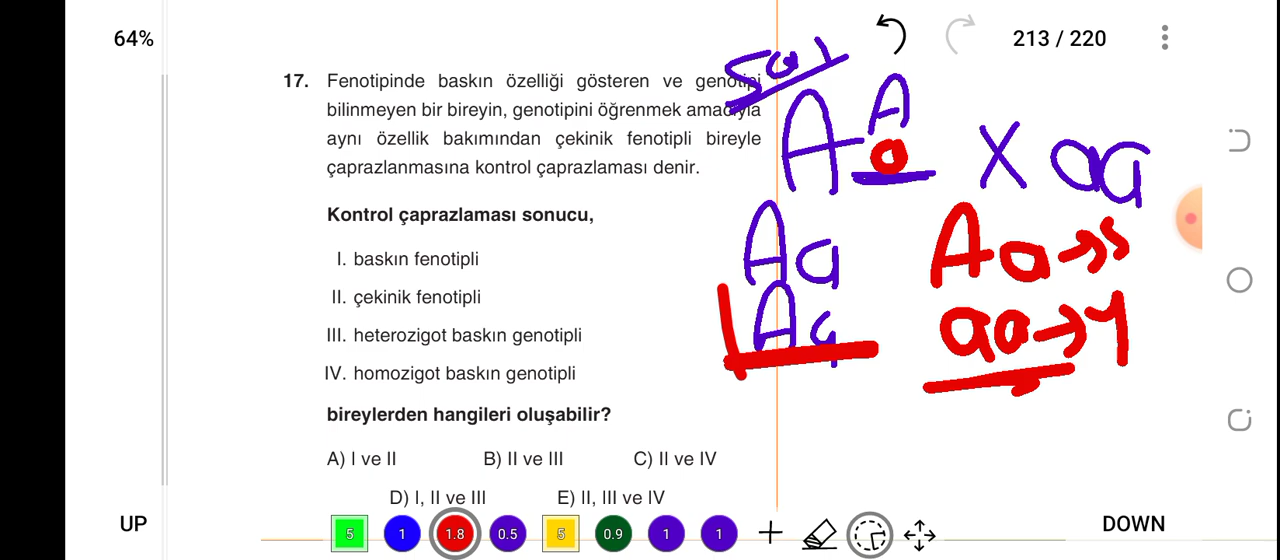 64%
213 / 220
17. Fenotipinde baskın özelliği gösteren ve genotipi
bilinmeyen bir bireyin, genotipini öğrenmek amacıyla
aynı özellik bakımından çekinik fenotipli bireyle
çaprazlanmasına kontrol çaprazlaması denir.
Kontrol çaprazlaması sonucu,
I. baskın fenotipli
II. çekinik fenotipli
III. heterozigot baskın genotipli
IV. homozigot baskın genotipli
bireylerden hangileri oluşabilir?
A) I ve II B) II ve III C) II ve IV
D) I, II ve III E) II, III ve IV
Sarı
A
A a X aa
Aa
Aa
Aa → S
aa → Y
UP
5 1 1.8 0.5 5 0.9 1 1
DOWN